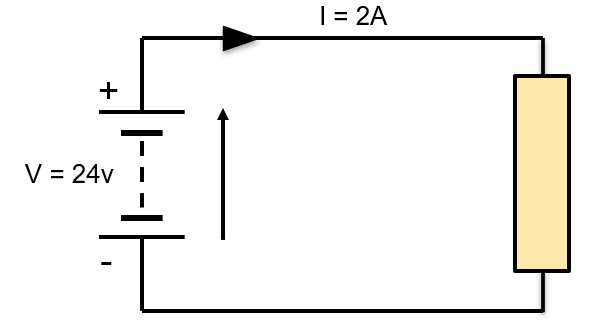 I = 2A
+
V = 24v
-